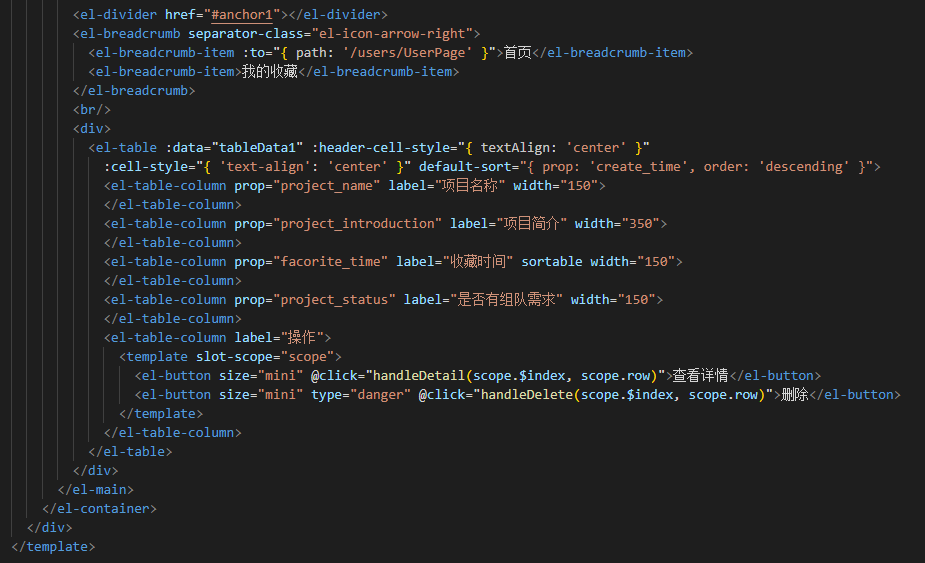 <el-divider href="#anchor1"></el-divider>
<el-breadcrumb separator-class="el-icon-arrow-right">
<el-breadcrumb-item :to="{ path: '/users/UserPage' }">首页</el-breadcrumb-item>
<el-breadcrumb-item>我的收藏</el-breadcrumb-item>
</el-breadcrumb>
<br/>
<div>
<el-table :data="tableData1" :header-cell-style="{ textAlign: 'center' }"
:cell-style="{ 'text-align': 'center' }" default-sort="{ prop: 'create_time', order: 'descending' }">
<el-table-column prop="project_name" label="项目名称" width="150">
</el-table-column>
<el-table-column prop="project_introduction" label="项目简介" width="350">
</el-table-column>
<el-table-column prop="facorite_time" label="收藏时间" sortable width="150">
</el-table-column>
<el-table-column prop="project_status" label="是否有组队需求" width="150">
</el-table-column>
<el-table-column label="操作">
<template slot-scope="scope">
<el-button size="mini" @click="handleDetail(scope.$index, scope.row)">查看详情</el-button>
<el-button size="mini" type="danger" @click="handleDelete(scope.$index, scope.row)">删除</el-button>
</template>
</el-table-column>
</el-table>
</div>
</el-main>
</el-container>
</div>
</template>